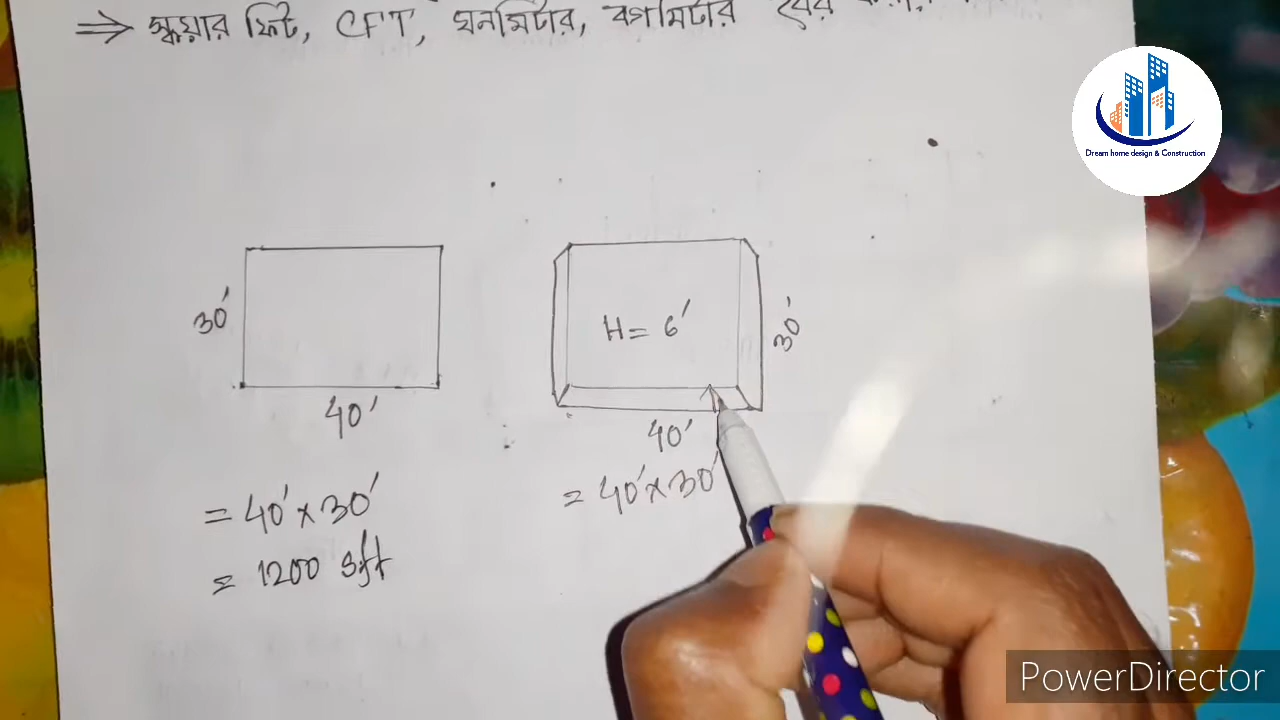 ⇒ স্কয়ার ফিট, CFT, ঘনমিটার, বর্গমিটার বের
Dream home design & Construction
30'
40'
= 40' x 30'
= 1200 sft
H = 6'
30'
40'
= 40' x 30'
PowerDirector